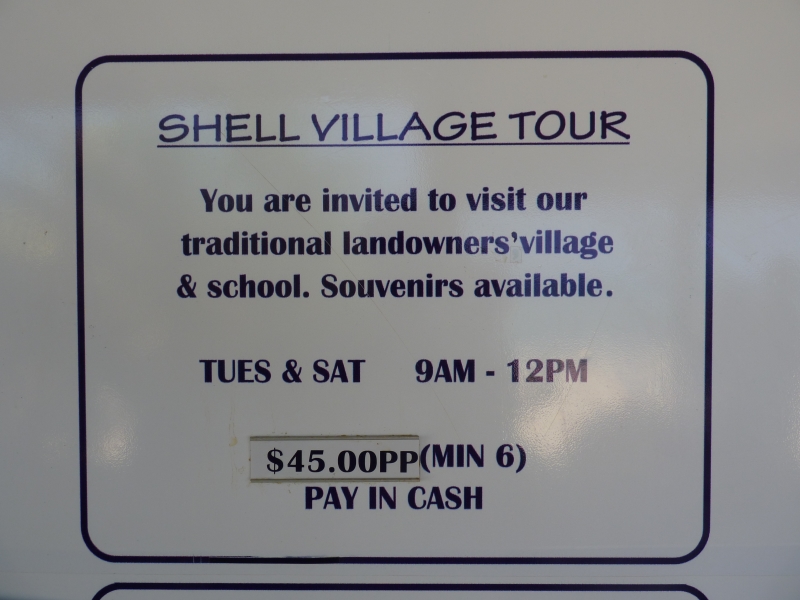 SHELL VILLAGE TOUR
You are invited to visit our
traditional landowners' village
& school. Souvenirs available.
TUES & SAT 9AM - 12PM
$45.00PP (MIN 6)
PAY IN CASH